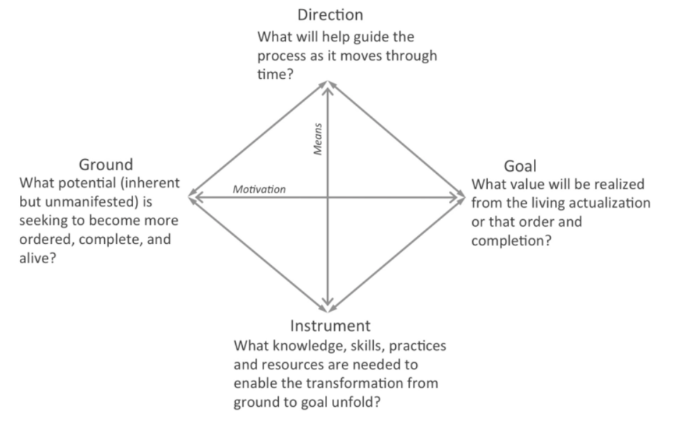 Direction
What will help guide the
process as it moves through
time?
Means
Ground
What potential (inherent
but unmanifested) is
seeking to become more
ordered, complete, and
alive?
Motivation
Goal
What value will be realized
from the living actualization
or that order and
completion?
Instrument
What knowledge, skills, practices
and resources are needed to
enable the transformation from
ground to goal unfold?